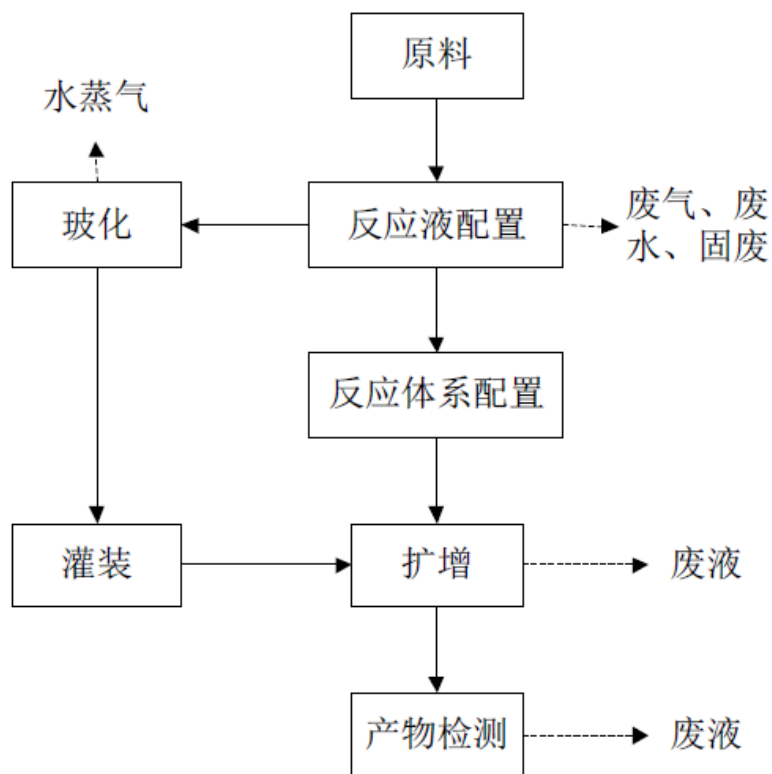 原料
水蒸气
玻化
反应液配置
废气、废
水、固废
反应体系配置
灌装
扩增
废液
产物检测
废液